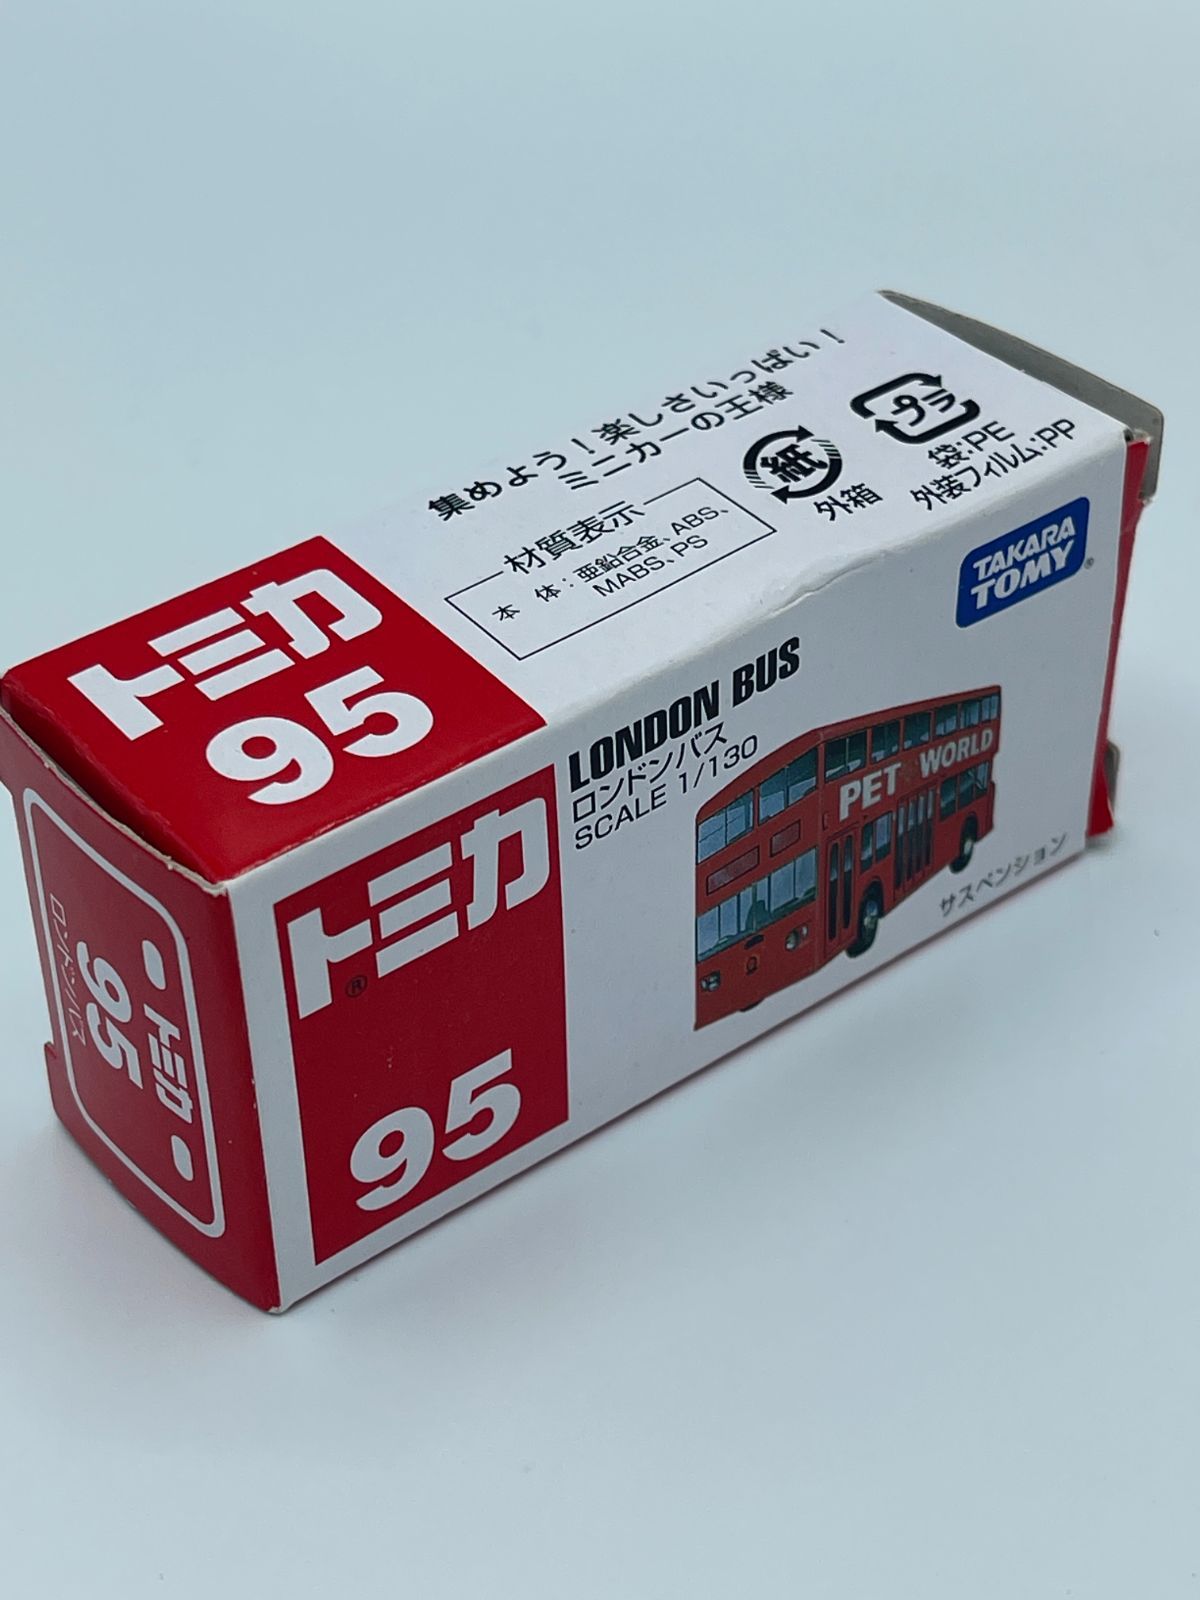 集めよう!楽しさいっぱい!
ミニカーの王様
材質表示
本 体:亜鉛合金、ABS、
MABS、PS
紙
外箱
プラ
袋:PE
外装フィルム:PP
トミカ
95
TAKARA
TOMY®
LONDON BUS
ロンドンバス
SCALE 1/130
PET WORLD
サスペンション
トミカ
®
95
トミカ
95
ロンドンバス